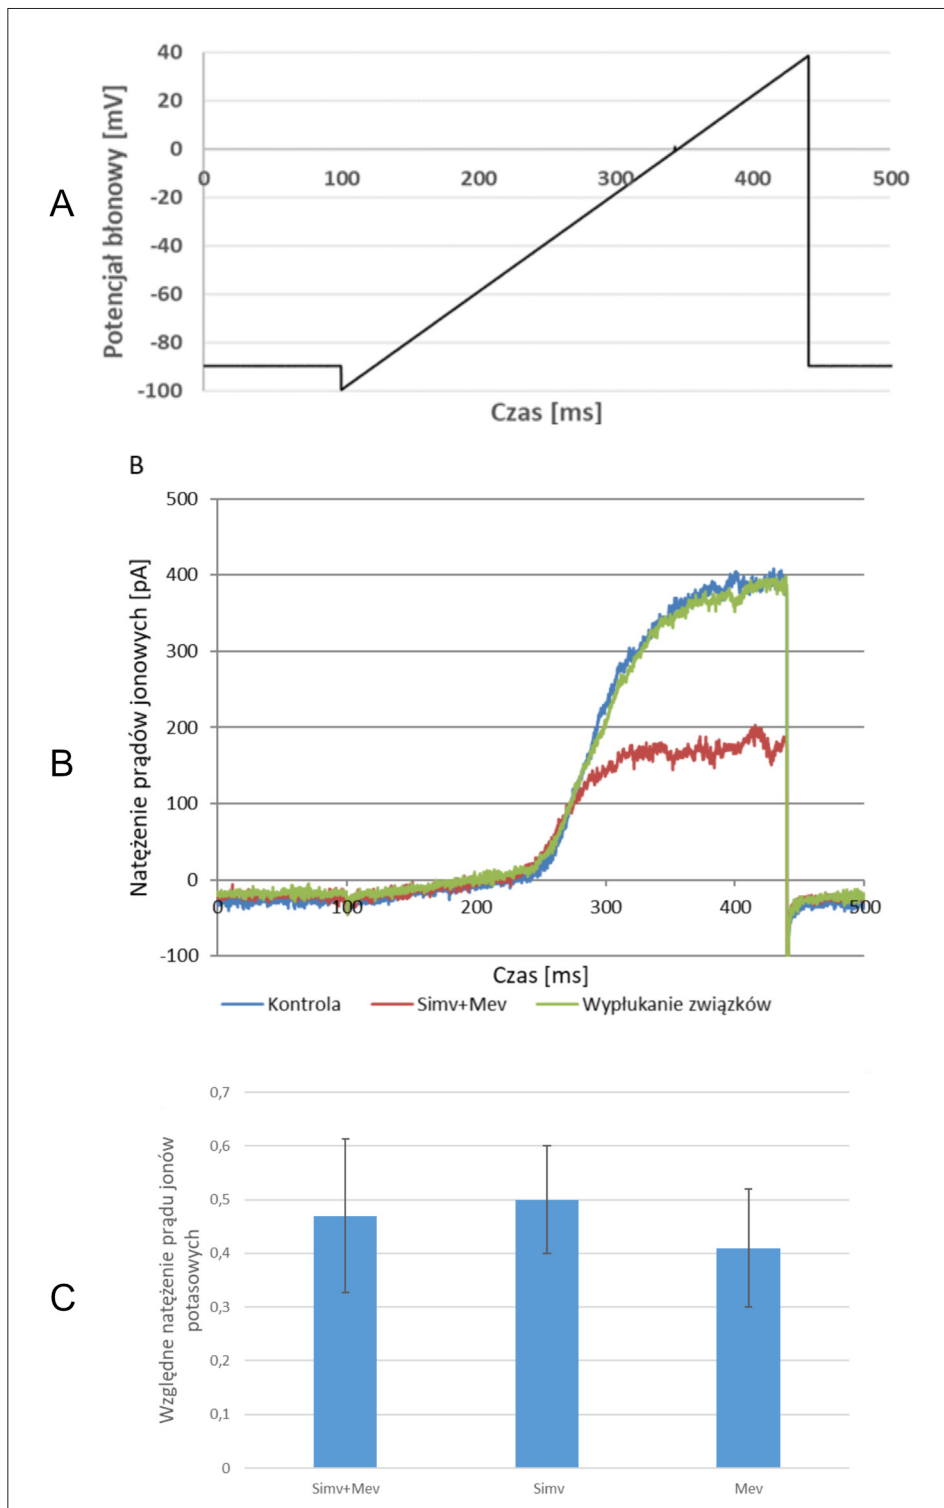 A
Potencjał błonowy [mV]
40
20
0
-20
-40
-60
-80
-100
0 100 200 300 400 500
Czas [ms]
B
B
Natężenie prądów jonowych [pA]
500
400
300
200
100
0
-100
0 100 200 300 400 500
Czas [ms]
Kontrola Simv+Mev Wypłukanie związków
C
Względne natężenie prądu jonów
potasowych
0,7
0,6
0,5
0,4
0,3
0,2
0,1
0
Simv+Mev Simv Mev